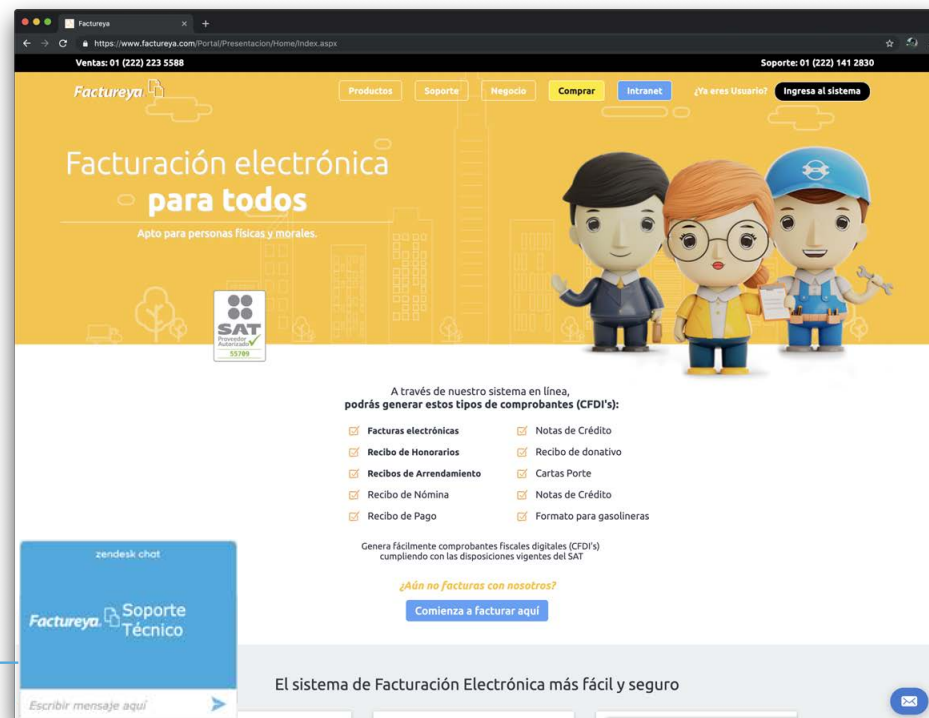 Factureya
https://www.factureya.com/Portal/Presentacion/Home/Index.aspx
Ventas: 01 (222) 223 5588
Soporte: 01 (222) 141 2830
Factureya
Productos
Soporte
Negocio
Comprar
Intranet
¿Ya eres Usuario?
Ingresa al sistema
Facturación electrónica
para todos
Apto para personas físicas y morales.
SAT
Proveedor
Autorizado
55709
A través de nuestro sistema en línea,
podrás generar estos tipos de comprobantes (CFDI's):
Facturas electrónicas
Notas de Crédito
Recibo de Honorarios
Recibo de donativo
Recibos de Arrendamiento
Cartas Porte
Recibo de Nómina
Notas de Crédito
Recibo de Pago
Formato para gasolineras
Genera fácilmente comprobantes fiscales digitales (CFDI's)
cumpliendo con las disposiciones vigentes del SAT
¿Aún no facturas con nosotros?
Comienza a facturar aquí
zendesk chat
Factureya. Soporte
Técnico
Escribir mensaje aquí
El sistema de Facturación Electrónica más fácil y seguro